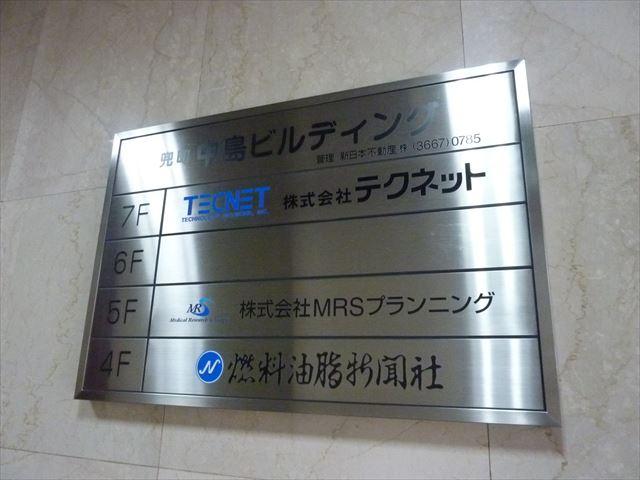 兜町中島ビルディング
管理 新日本不動産㈱ (3667)0785
7F TECNET 株式会社テクネット
6F
5F MRS 株式会社MRSプランニング
Medical Research
4F N 燃料油脂新聞社